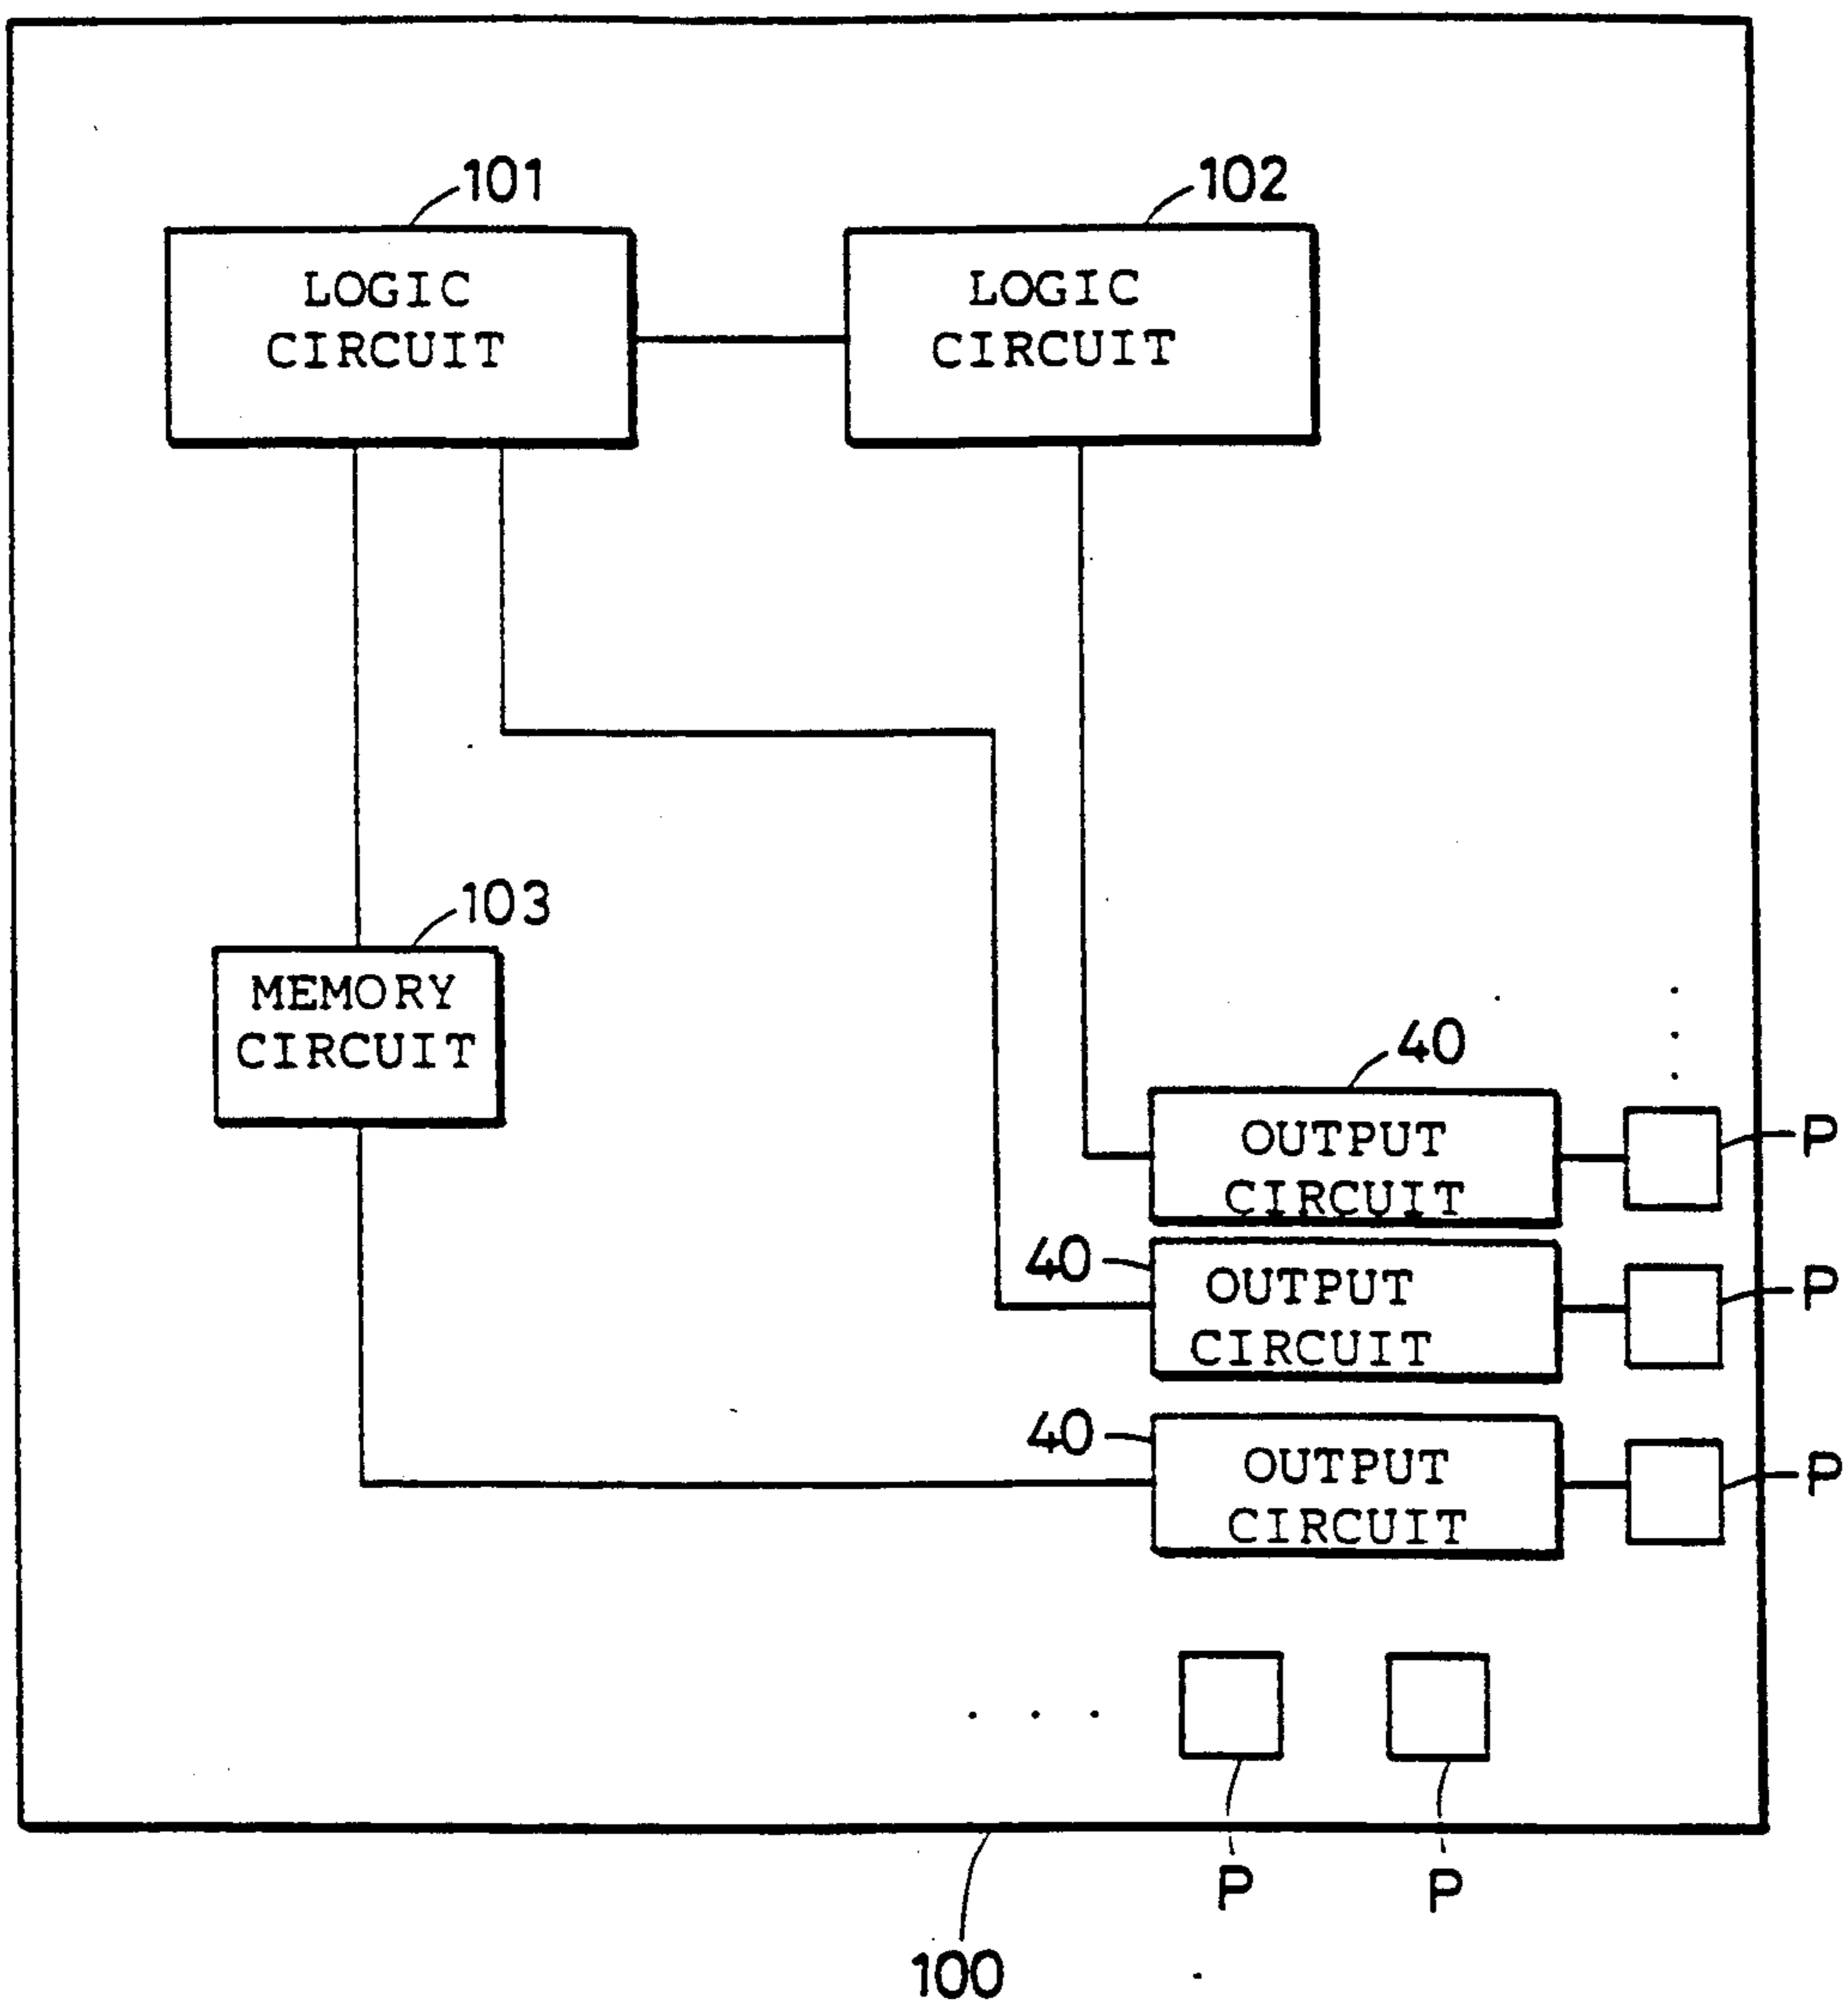 101
102
LOGIC
CIRCUIT
LOGIC
CIRCUIT
103
MEMORY
CIRCUIT
40
OUTPUT
CIRCUIT
P
40
OUTPUT
CIRCUIT
P
40
OUTPUT
CIRCUIT
P
P
P
100